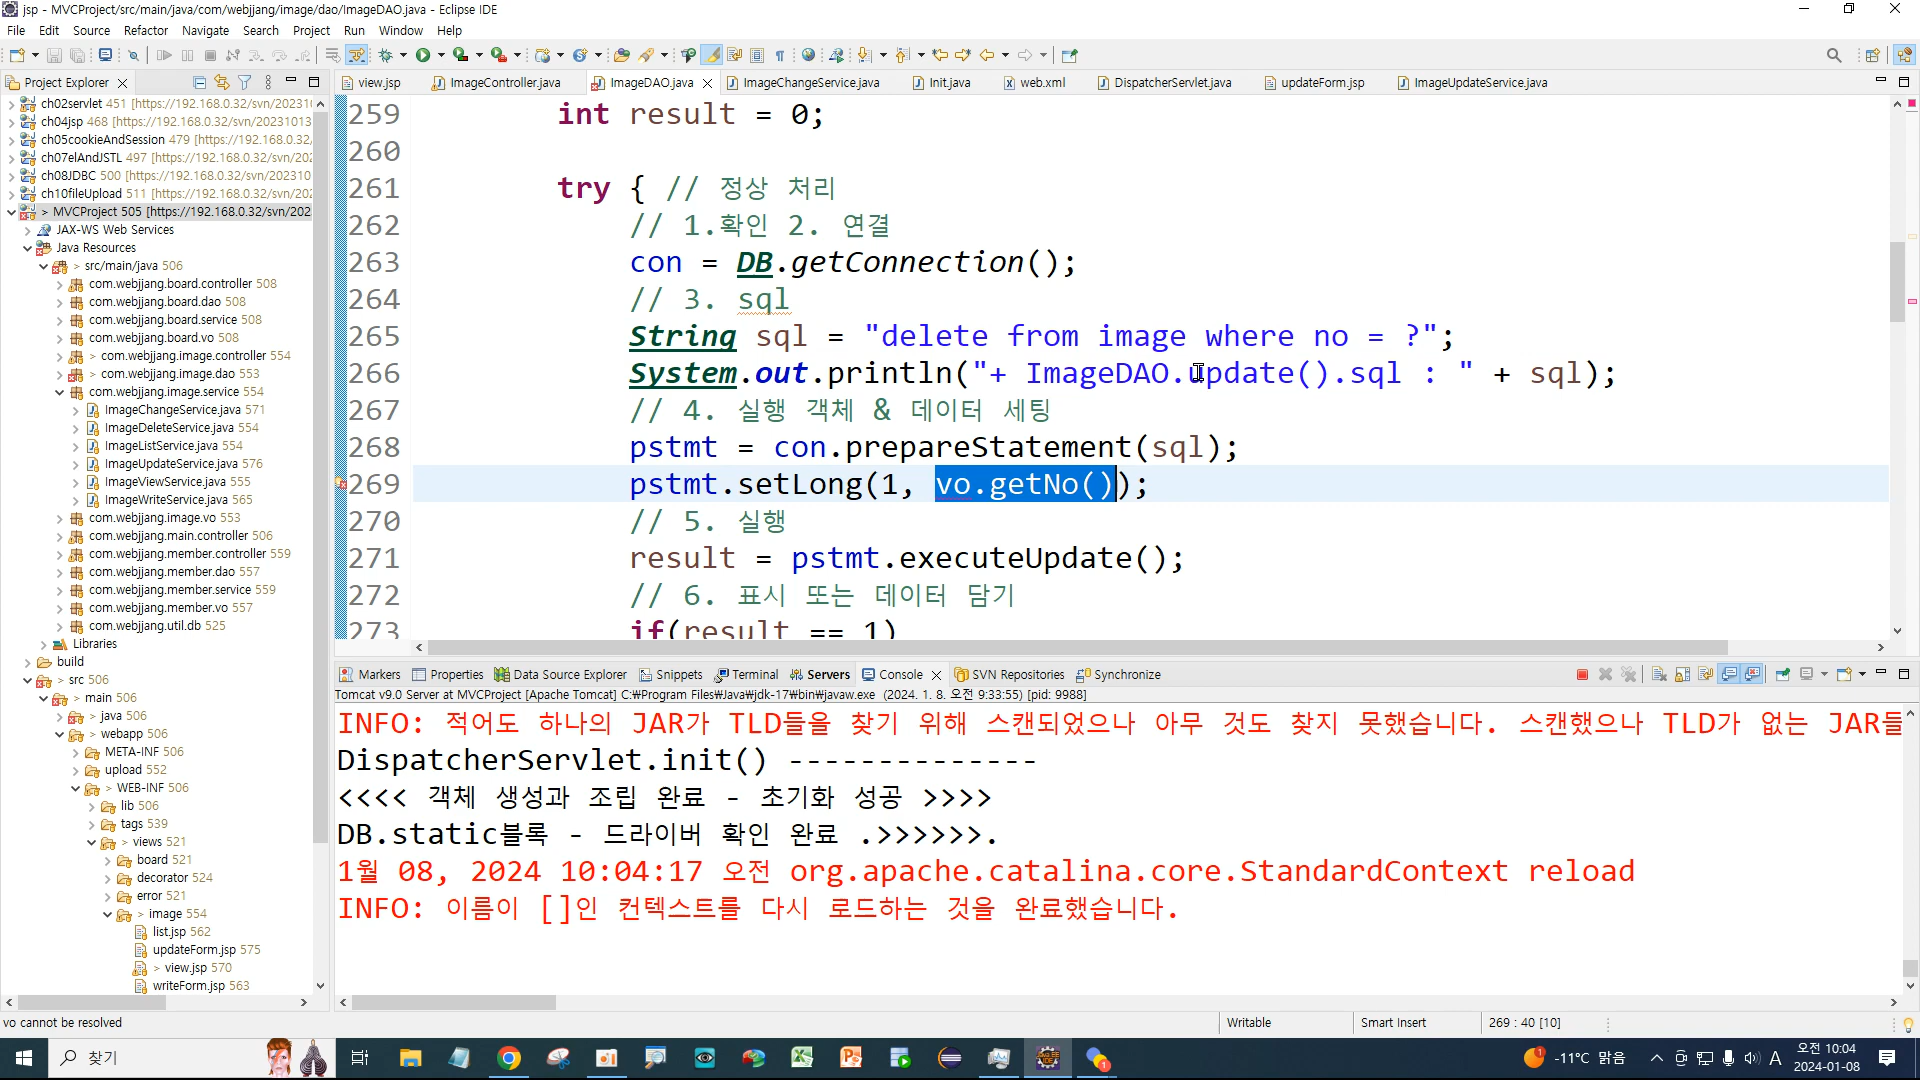 jsp - MVCProject/src/main/java/com/webjjang/image/dao/ImageDAO.java - Eclipse IDE
File Edit Source Refactor Navigate Search Project Run Window Help
Project Explorer
view.jsp ImageController.java ImageDAO.java ImageChangeService.java Init.java web.xml DispatcherServlet.java updateForm.jsp ImageUpdateService.java
ch02servlet 451 [https://192.168.0.32/svn/202310
ch04jsp 468 [https://192.168.0.32/svn/20231013
ch05cookieAndSession 479 [https://192.168.0.32/
ch07elAndJSTL 497 [https://192.168.0.32/svn/202
ch08JDBC 500 [https://192.168.0.32/svn/202310
ch10fileUpload 511 [https://192.168.0.32/svn/202
> MVCProject 505 [https://192.168.0.32/svn/202
JAX-WS Web Services
Java Resources
> src/main/java 506
com.webjjang.board.controller 508
com.webjjang.board.dao 508
com.webjjang.board.service 508
com.webjjang.board.vo 508
> com.webjjang.image.controller 554
> com.webjjang.image.dao 553
com.webjjang.image.service 554
ImageChangeService.java 571
ImageDeleteService.java 554
ImageListService.java 554
ImageUpdateService.java 576
ImageViewService.java 555
ImageWriteService.java 565
com.webjjang.image.vo 553
com.webjjang.main.controller 506
com.webjjang.member.controller 559
com.webjjang.member.dao 557
com.webjjang.member.service 559
com.webjjang.member.vo 557
com.webjjang.util.db 525
Libraries
build
> src 506
> main 506
> java 506
> webapp 506
META-INF 506
upload 552
> WEB-INF 506
lib 506
tags 539
> views 521
board 521
decorator 524
error 521
> image 554
list.jsp 562
updateForm.jsp 575
> view.jsp 570
writeForm.jsp 563
259 int result = 0;
260
261 try { // 정상 처리
262 // 1.확인 2. 연결
263 con = DB.getConnection();
264 // 3. sql
265 String sql = "delete from image where no = ?";
266 System.out.println("+ ImageDAO.update().sql : " + sql);
267 // 4. 실행 객체 & 데이터 세팅
268 pstmt = con.prepareStatement(sql);
269 pstmt.setLong(1, vo.getNo());
270 // 5. 실행
271 result = pstmt.executeUpdate();
272 // 6. 표시 또는 데이터 담기
273 if(result == 1)
Markers Properties Data Source Explorer Snippets Terminal Servers Console SVN Repositories Synchronize
Tomcat v9.0 Server at MVCProject [Apache Tomcat] C:₩Program Files₩Java₩jdk-17₩bin₩javaw.exe (2024. 1. 8. 오전 9:33:55) [pid: 9988]
INFO: 적어도 하나의 JAR가 TLD들을 찾기 위해 스캔되었으나 아무 것도 찾지 못했습니다. 스캔했으나 TLD가 없는 JAR들
DispatcherServlet.init() --------------
<<<< 객체 생성과 조립 완료 - 초기화 성공 >>>>
DB.static블록 - 드라이버 확인 완료 .>>>>>>.
1월 08, 2024 10:04:17 오전 org.apache.catalina.core.StandardContext reload
INFO: 이름이 []인 컨텍스트를 다시 로드하는 것을 완료했습니다.
vo cannot be resolved Writable Smart Insert 269 : 40 [10]
찾기
-11°C 맑음
A
오전 10:04
2024-01-08